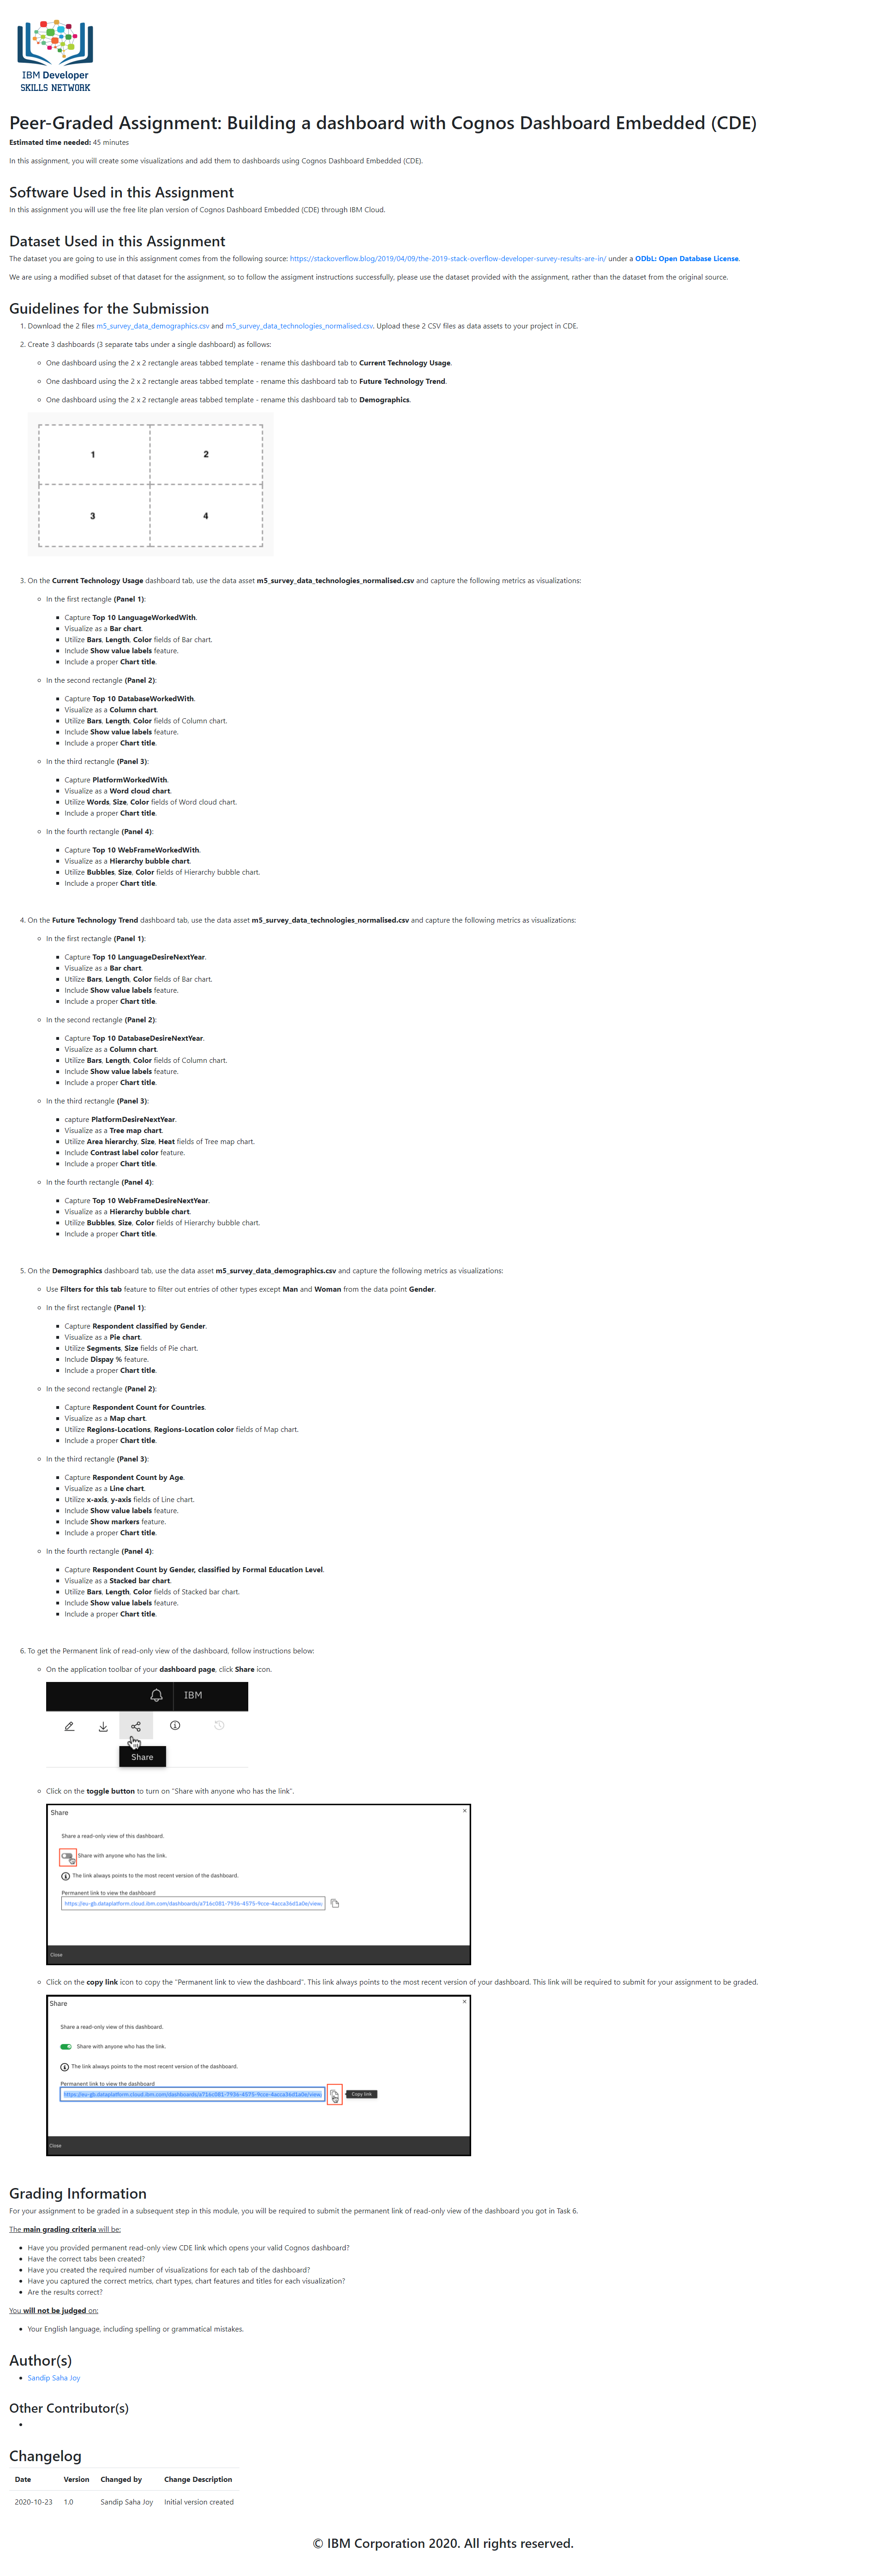 IBM Developer
SKILLS NETWORK
Peer-Graded Assignment: Building a dashboard with Cognos Dashboard Embedded (CDE)
Estimated time needed: 45 minutes
In this assignment, you will create some visualizations and add them to dashboards using Cognos Dashboard Embedded (CDE).
Software Used in this Assignment
In this assignment you will use the free lite plan version of Cognos Dashboard Embedded (CDE) through IBM Cloud.
Dataset Used in this Assignment
The dataset you are going to use in this assignment comes from the following source: https://stackoverflow.blog/2019/04/09/the-2019-stack-overflow-developer-survey-results-are-in/ under a ODbL: Open Database License.
We are using a modified subset of that dataset for the assignment, so to follow the assigment instructions successfully, please use the dataset provided with the assignment, rather than the dataset from the original source.
Guidelines for the Submission
1. Download the 2 files m5_survey_data_demographics.csv and m5_survey_data_technologies_normalised.csv. Upload these 2 CSV files as data assets to your project in CDE.
2. Create 3 dashboards (3 separate tabs under a single dashboard) as follows:
One dashboard using the 2 x 2 rectangle areas tabbed template - rename this dashboard tab to Current Technology Usage.
One dashboard using the 2 x 2 rectangle areas tabbed template - rename this dashboard tab to Future Technology Trend.
One dashboard using the 2 x 2 rectangle areas tabbed template - rename this dashboard tab to Demographics.
1 2
3 4
3. On the Current Technology Usage dashboard tab, use the data asset m5_survey_data_technologies_normalised.csv and capture the following metrics as visualizations:
In the first rectangle (Panel 1):
Capture Top 10 LanguageWorkedWith.
Visualize as a Bar chart.
Utilize Bars, Length, Color fields of Bar chart.
Include Show value labels feature.
Include a proper Chart title.
In the second rectangle (Panel 2):
Capture Top 10 DatabaseWorkedWith.
Visualize as a Column chart.
Utilize Bars, Length, Color fields of Column chart.
Include Show value labels feature.
Include a proper Chart title.
In the third rectangle (Panel 3):
Capture PlatformWorkedWith.
Visualize as a Word cloud chart.
Utilize Words, Size, Color fields of Word cloud chart.
Include a proper Chart title.
In the fourth rectangle (Panel 4):
Capture Top 10 WebFrameWorkedWith.
Visualize as a Hierarchy bubble chart.
Utilize Bubbles, Size, Color fields of Hierarchy bubble chart.
Include a proper Chart title.
4. On the Future Technology Trend dashboard tab, use the data asset m5_survey_data_technologies_normalised.csv and capture the following metrics as visualizations:
In the first rectangle (Panel 1):
Capture Top 10 LanguageDesireNextYear.
Visualize as a Bar chart.
Utilize Bars, Length, Color fields of Bar chart.
Include Show value labels feature.
Include a proper Chart title.
In the second rectangle (Panel 2):
Capture Top 10 DatabaseDesireNextYear.
Visualize as a Column chart.
Utilize Bars, Length, Color fields of Column chart.
Include Show value labels feature.
Include a proper Chart title.
In the third rectangle (Panel 3):
capture PlatformDesireNextYear.
Visualize as a Tree map chart.
Utilize Area hierarchy, Size, Heat fields of Tree map chart.
Include Contrast label color feature.
Include a proper Chart title.
In the fourth rectangle (Panel 4):
Capture Top 10 WebFrameDesireNextYear.
Visualize as a Hierarchy bubble chart.
Utilize Bubbles, Size, Color fields of Hierarchy bubble chart.
Include a proper Chart title.
5. On the Demographics dashboard tab, use the data asset m5_survey_data_demographics.csv and capture the following metrics as visualizations:
Use Filters for this tab feature to filter out entries of other types except Man and Woman from the data point Gender.
In the first rectangle (Panel 1):
Capture Respondent classified by Gender.
Visualize as a Pie chart.
Utilize Segments, Size fields of Pie chart.
Include Dispay % feature.
Include a proper Chart title.
In the second rectangle (Panel 2):
Capture Respondent Count for Countries.
Visualize as a Map chart.
Utilize Regions-Locations, Regions-Location color fields of Map chart.
Include a proper Chart title.
In the third rectangle (Panel 3):
Capture Respondent Count by Age.
Visualize as a Line chart.
Utilize x-axis, y-axis fields of Line chart.
Include Show value labels feature.
Include Show markers feature.
Include a proper Chart title.
In the fourth rectangle (Panel 4):
Capture Respondent Count by Gender, classified by Formal Education Level.
Visualize as a Stacked bar chart.
Utilize Bars, Length, Color fields of Stacked bar chart.
Include Show value labels feature.
Include a proper Chart title.
6. To get the Permanent link of read-only view of the dashboard, follow instructions below:
On the application toolbar of your dashboard page, click Share icon.
IBM
Share
Click on the toggle button to turn on "Share with anyone who has the link".
Share ×
Share a read-only view of this dashboard.
Share with anyone who has the link.
The link always points to the most recent version of the dashboard.
Permanent link to view the dashboard
https://eu-gb.dataplatform.cloud.ibm.com/dashboards/a716c081-7936-4575-9cce-4acca36d1a0e/view/
Close
Click on the copy link icon to copy the "Permanent link to view the dashboard". This link always points to the most recent version of your dashboard. This link will be required to submit for your assignment to be graded.
Share ×
Share a read-only view of this dashboard.
Share with anyone who has the link.
The link always points to the most recent version of the dashboard.
Permanent link to view the dashboard
https://eu-gb.dataplatform.cloud.ibm.com/dashboards/a716c081-7936-4575-9cce-4acca36d1a0e/view/ Copy link
Close
Grading Information
For your assignment to be graded in a subsequent step in this module, you will be required to submit the permanent link of read-only view of the dashboard you got in Task 6.
The main grading criteria will be:
Have you provided permanent read-only view CDE link which opens your valid Cognos dashboard?
Have the correct tabs been created?
Have you created the required number of visualizations for each tab of the dashboard?
Have you captured the correct metrics, chart types, chart features and titles for each visualization?
Are the results correct?
You will not be judged on:
Your English language, including spelling or grammatical mistakes.
Author(s)
Sandip Saha Joy
Other Contributor(s)
Changelog
Date Version Changed by Change Description
2020-10-23 1.0 Sandip Saha Joy Initial version created
© IBM Corporation 2020. All rights reserved.